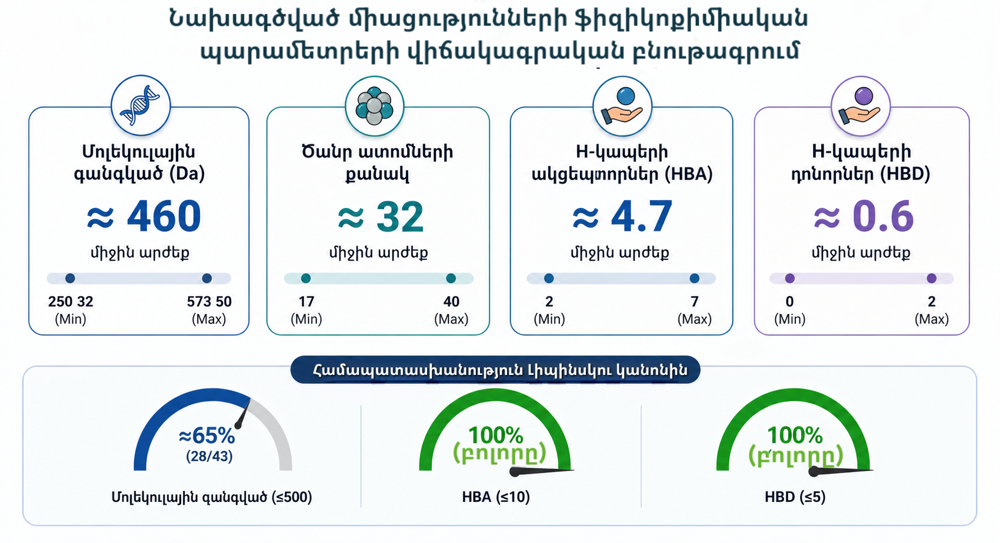 Նախագծված միացությունների ֆիզիկոքիմիական
պարամետրերի վիճակագրական բնութագրում
Մոլեկուլային
գանգկած (Da)
≈ 460
միջին արժեք
250 32
(Min)
573 50
(Max)
Ծանր ատոմների
քանակ
≈ 32
միջին արժեք
17
(Min)
40
(Max)
H-կապերի
ակցեպտորներ (HBA)
≈ 4.7
միջին արժեք
2
(Min)
7
(Max)
H-կապերի
դոնորներ (HBD)
≈ 0.6
միջին արժեք
0
(Min)
2
(Max)
Համապատասխանություն Լիպինսկու կանոնին
≈65%
(28/43)
Մոլեկուլային զանգված (≤500)
100%
(բոլորը)
HBA (≤10)
100%
(բոլորը)
HBD (≤5)